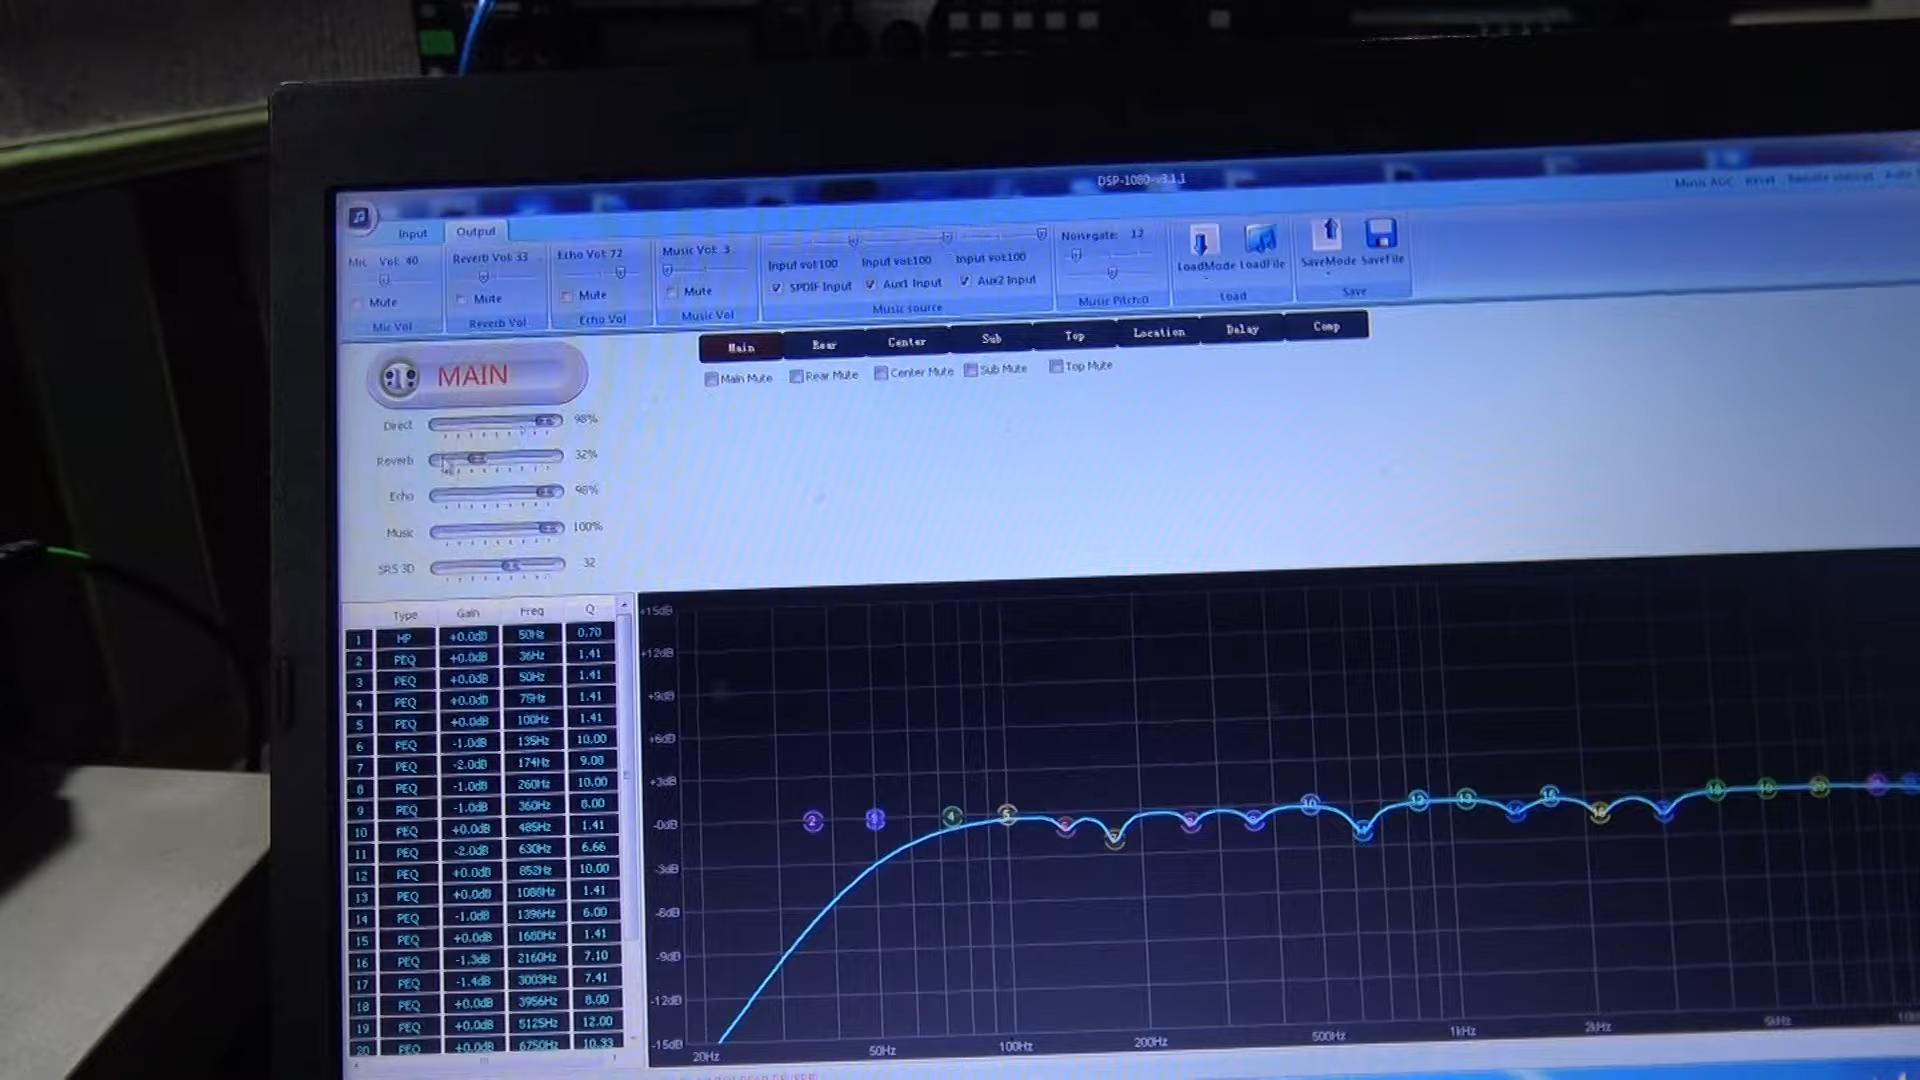 DSP-1080-v3.1.1
Music AGC Reset
Input Output
Mic Vol: 40 Reverb Vol: 33 Echo Vol: 72 Music Vol: 3 Input vol:100 Input vol:100 Input vol:100 Noisegate: 12
Mute Mute Mute Mute SPDIF Input Aux1 Input Aux2 Input LoadMode LoadFile SaveMode SaveFile
Mic Vol Reverb Vol Echo Vol Music Vol Music source Music Pitch:0 Load Save
MAIN
Main Rear Center Sub Top Location Delay Comp
Main Mute Rear Mute Center Mute Sub Mute Top Mute
Direct 98%
Reverb 32%
Echo 98%
Music 100%
SRS 3D 32
Type Gain Freq Q
1 HP +0.0dB 50Hz 0.70
2 PEQ +0.0dB 36Hz 1.41
3 PEQ +0.0dB 50Hz 1.41
4 PEQ +0.0dB 75Hz 1.41
5 PEQ +0.0dB 100Hz 1.41
6 PEQ -1.0dB 135Hz 10.00
7 PEQ -2.0dB 174Hz 9.00
8 PEQ -1.0dB 260Hz 10.00
9 PEQ -1.0dB 360Hz 8.00
10 PEQ +0.0dB 485Hz 1.41
11 PEQ -2.0dB 630Hz 6.66
12 PEQ +0.0dB 852Hz 10.00
13 PEQ +0.0dB 1088Hz 1.41
14 PEQ -1.0dB 1396Hz 6.00
15 PEQ +0.0dB 1680Hz 1.41
16 PEQ -1.3dB 2160Hz 7.10
17 PEQ -1.4dB 3003Hz 7.41
18 PEQ +0.0dB 3956Hz 8.00
19 PEQ +0.0dB 5125Hz 12.00
20 PEQ +0.0dB 6750Hz 10.33
+15dB
+12dB
+9dB
+6dB
+3dB
-0dB
-3dB
-6dB
-9dB
-12dB
-15dB
20Hz 50Hz 100Hz 200Hz 500Hz 1kHz 2kHz 5kHz